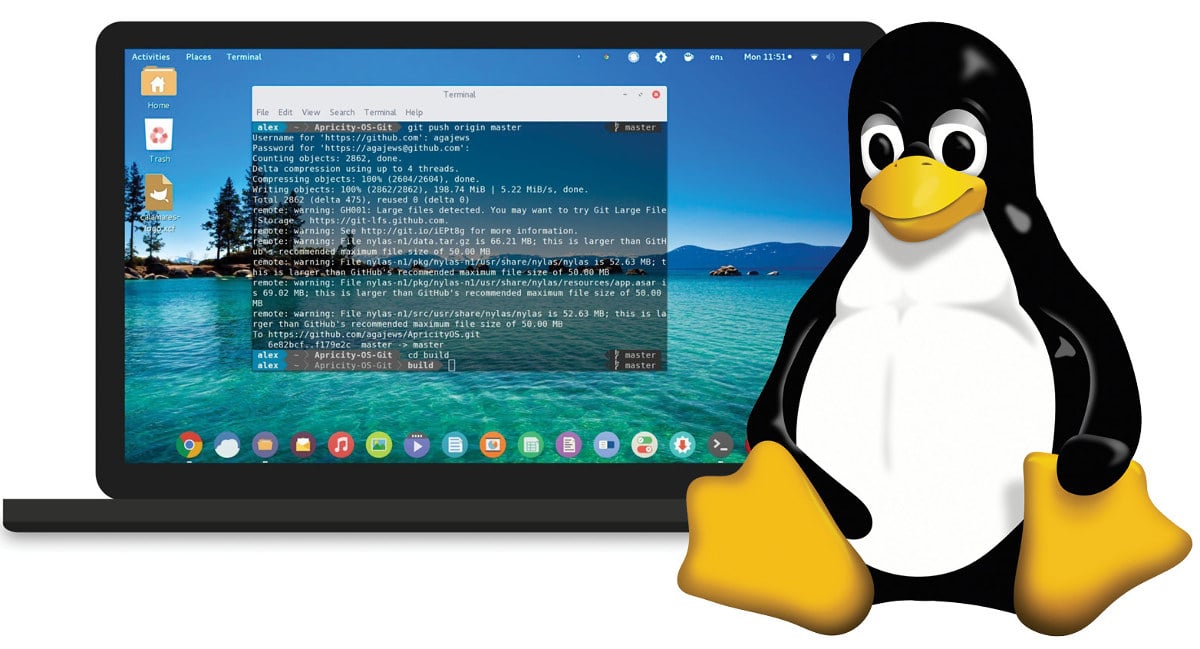 Activities Places Terminal en₁ Mon 11:51
Home
Trash
calamares-
logo.xcf
Terminal
File Edit View Search Terminal Help
alex ~ Apricity-OS-Git git push origin master master
Username for 'https://github.com': agajews
Password for 'https://agajews@github.com':
Counting objects: 2862, done.
Delta compression using up to 4 threads.
Compressing objects: 100% (2604/2604), done.
Writing objects: 100% (2862/2862), 198.74 MiB | 5.22 MiB/s, done.
Total 2862 (delta 475), reused 0 (delta 0)
remote: warning: GH001: Large files detected. You may want to try Git Large File
Storage - https://git-lfs.github.com.
remote: warning: See http://git.io/iEPt8g for more information.
remote: warning: File nylas-n1/data.tar.gz is 66.21 MB; this is larger than GitH
ub's recommended maximum file size of 50.00 MB
remote: warning: File nylas-n1/pkg/nylas-n1/usr/share/nylas/nylas is 52.63 MB; t
his is larger than GitHub's recommended maximum file size of 50.00 MB
remote: warning: File nylas-n1/pkg/nylas-n1/usr/share/nylas/resources/app.asar i
s 69.02 MB; this is larger than GitHub's recommended maximum file size of 50.00
MB
remote: warning: File nylas-n1/src/usr/share/nylas/nylas is 52.63 MB; this is la
rger than GitHub's recommended maximum file size of 50.00 MB
To https://github.com/agajews/ApricityOS.git
6e82bcf..f179e2c master -> master
alex ~ Apricity-OS-Git cd build master
alex ~ Apricity-OS-Git build master